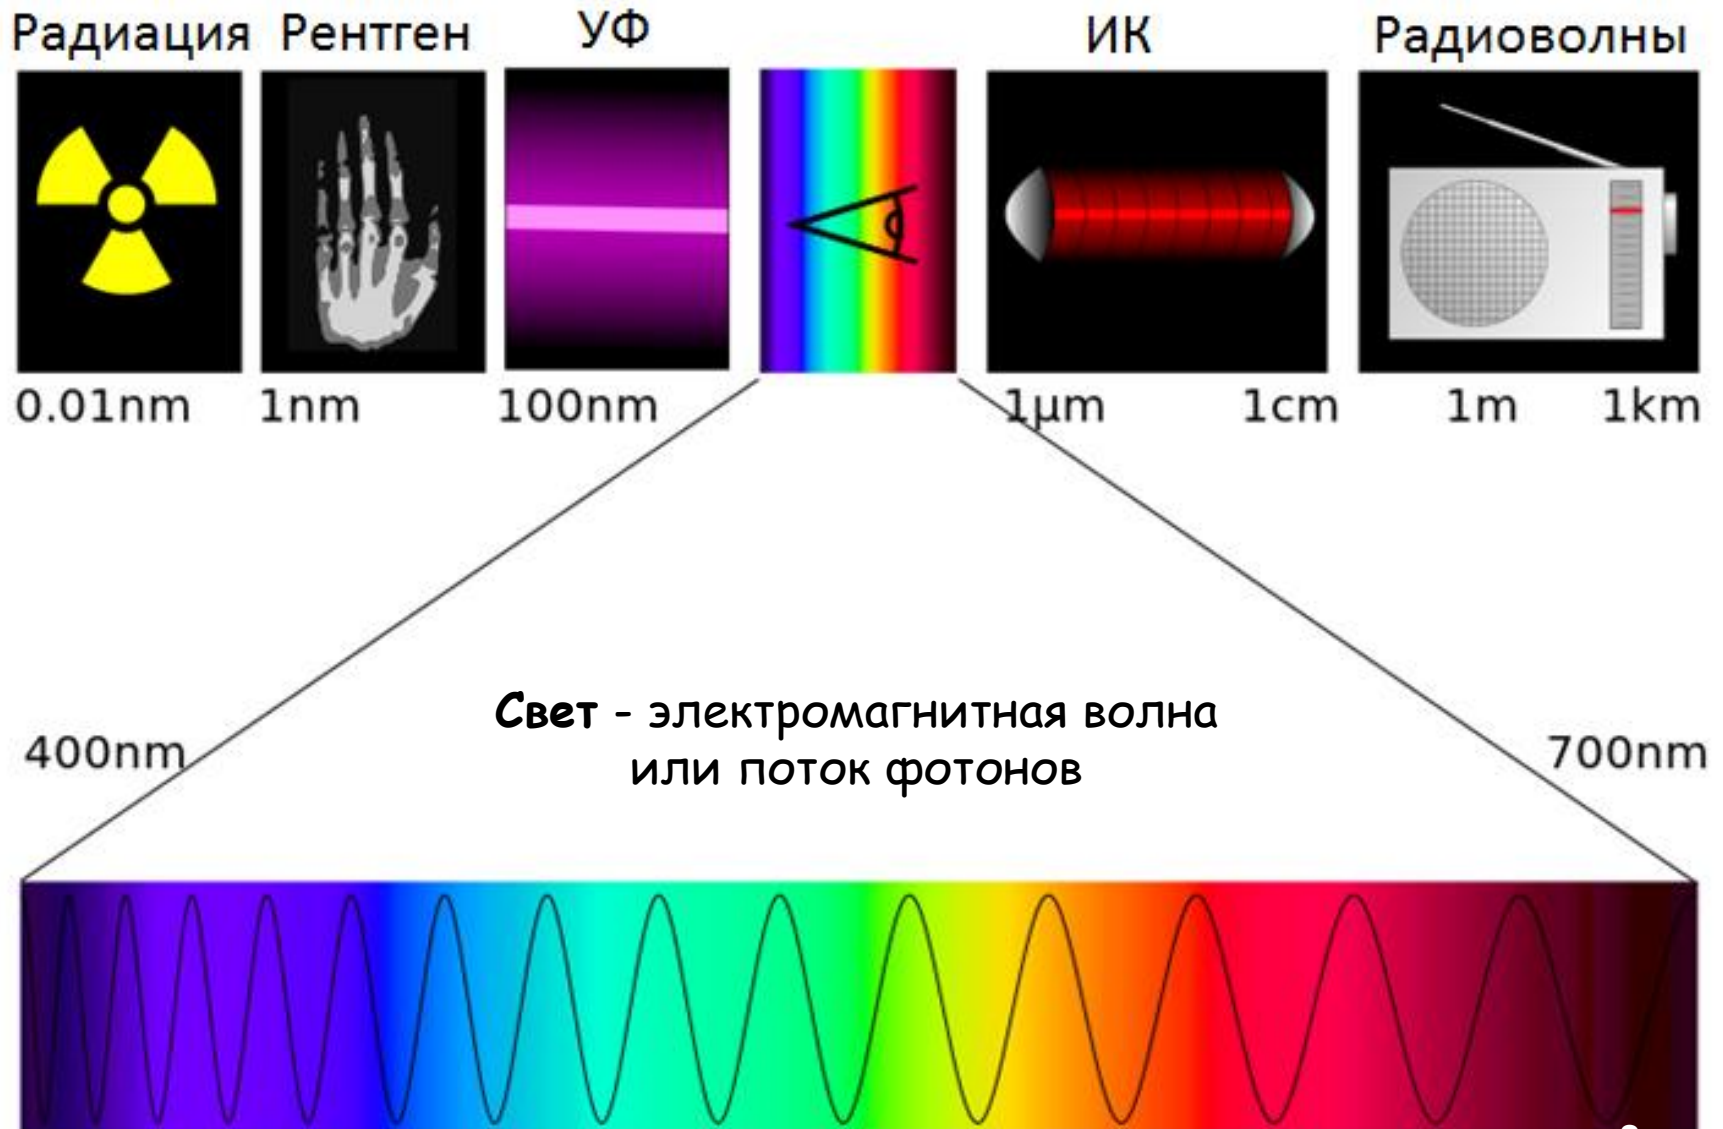 Радиация Рентген УФ ИК Радиоволны
0.01nm 1nm 100nm 1µm 1cm 1m 1km
Свет - электромагнитная волна
или поток фотонов
400nm 700nm